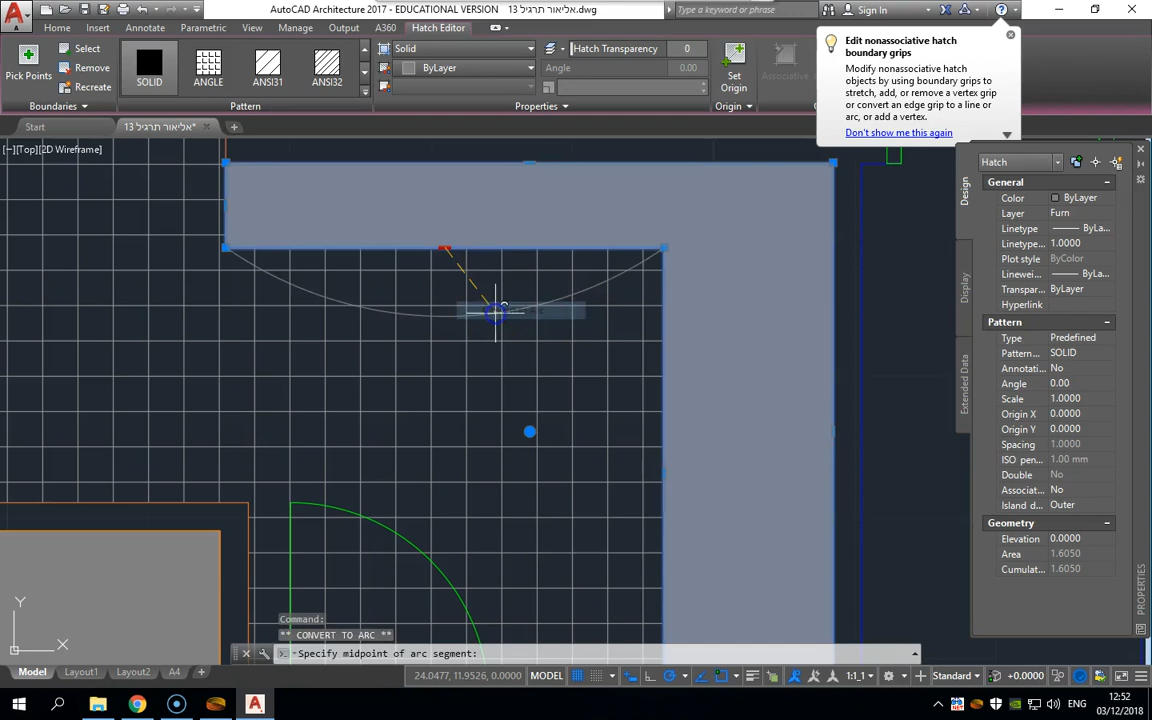 AutoCAD Architecture 2017 - EDUCATIONAL VERSION אליאור תרגיל 13.dwg
Type a keyword or phrase
Sign In
Home Insert Annotate Parametric View Manage Output A360 Hatch Editor
Pick Points
Select
Remove
Recreate
Boundaries
SOLID ANGLE ANSI31 ANSI32
Pattern
Solid
ByLayer
Hatch Transparency 0
Angle 0.00
Properties
Set
Origin
Origin
Associative
Edit nonassociative hatch
boundary grips
Modify nonassociative hatch
objects by using boundary grips to
stretch, add, or remove a vertex grip
or convert an edge grip to a line or
arc, or add a vertex.
Don't show me this again
Start
אליאור תרגיל 13*
[−][Top][2D Wireframe]
Hatch
Design
Display
Extended Data
PROPERTIES
General
Color ByLayer
Layer Furn
Linetype ByLa...
Linetype... 1.0000
Plot style ByColor
Linewei... ByLa...
Transpar... ByLayer
Hyperlink
Pattern
Type Predefined
Pattern... SOLID
Annotati... No
Angle 0.00
Scale 1.0000
Origin X 0.0000
Origin Y 0.0000
Spacing 1.0000
ISO pen... 1.00 mm
Double No
Associat... No
Island d... Outer
Geometry
Elevation 0.0000
Area 1.6050
Cumulat... 1.6050
Y
X
Command:
** CONVERT TO ARC **
Specify midpoint of arc segment:
Model Layout1 Layout2 A4
24.0477, 11.9526, 0.0000 MODEL
1:1
Standard
+0.0000
ENG
12:52
03/12/2018